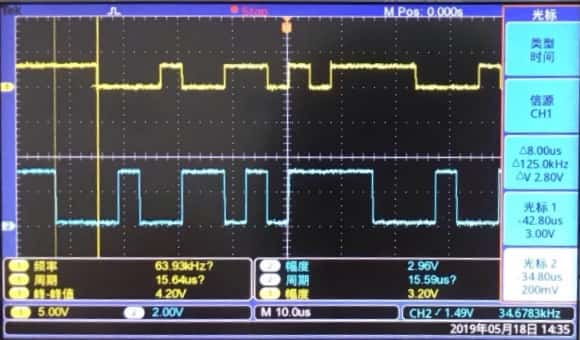 Tek Stop M Pos: 0.000s 光标
类型
时间
信源
CH1
△8.00us
△125.0kHz
△V 2.80V
光标 1
-42.80us
3.00V
光标 2
34.80us
200mV
1 频率 63.93kHz? 2 幅度 2.96V
1 周期 15.64us? 2 周期 15.59us?
1 峰-峰值 4.20V 1 幅度 3.20V
1 5.00V 2 2.00V M 10.0us CH2 1.49V 34.6783kHz
2019年05月18日 14:35